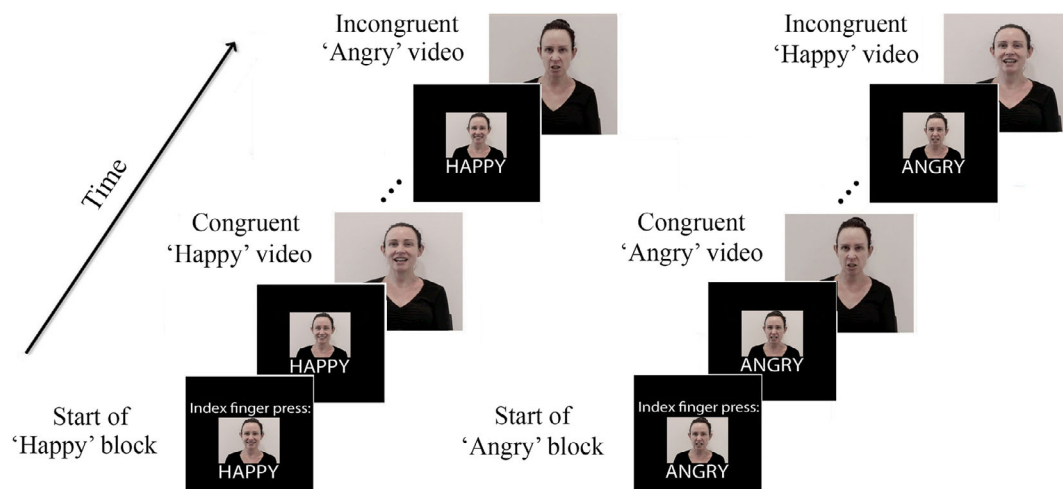 Incongruent
‘Angry’ video
HAPPY
Time
Congruent
‘Happy’ video
HAPPY
Start of
‘Happy’ block
Index finger press:
HAPPY
Incongruent
‘Happy’ video
ANGRY
Congruent
‘Angry’ video
ANGRY
Start of
‘Angry’ block
Index finger press:
ANGRY